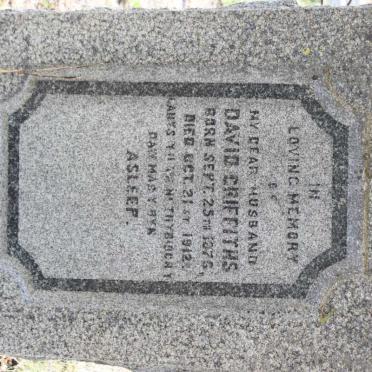 IN
LOVING MEMORY
OF
MY DEAR HUSBAND
DAVID GRIFFITHS
BORN SEPT. 25TH 1875,
DIED OCT. 21ST 1912.
ASLEEP.